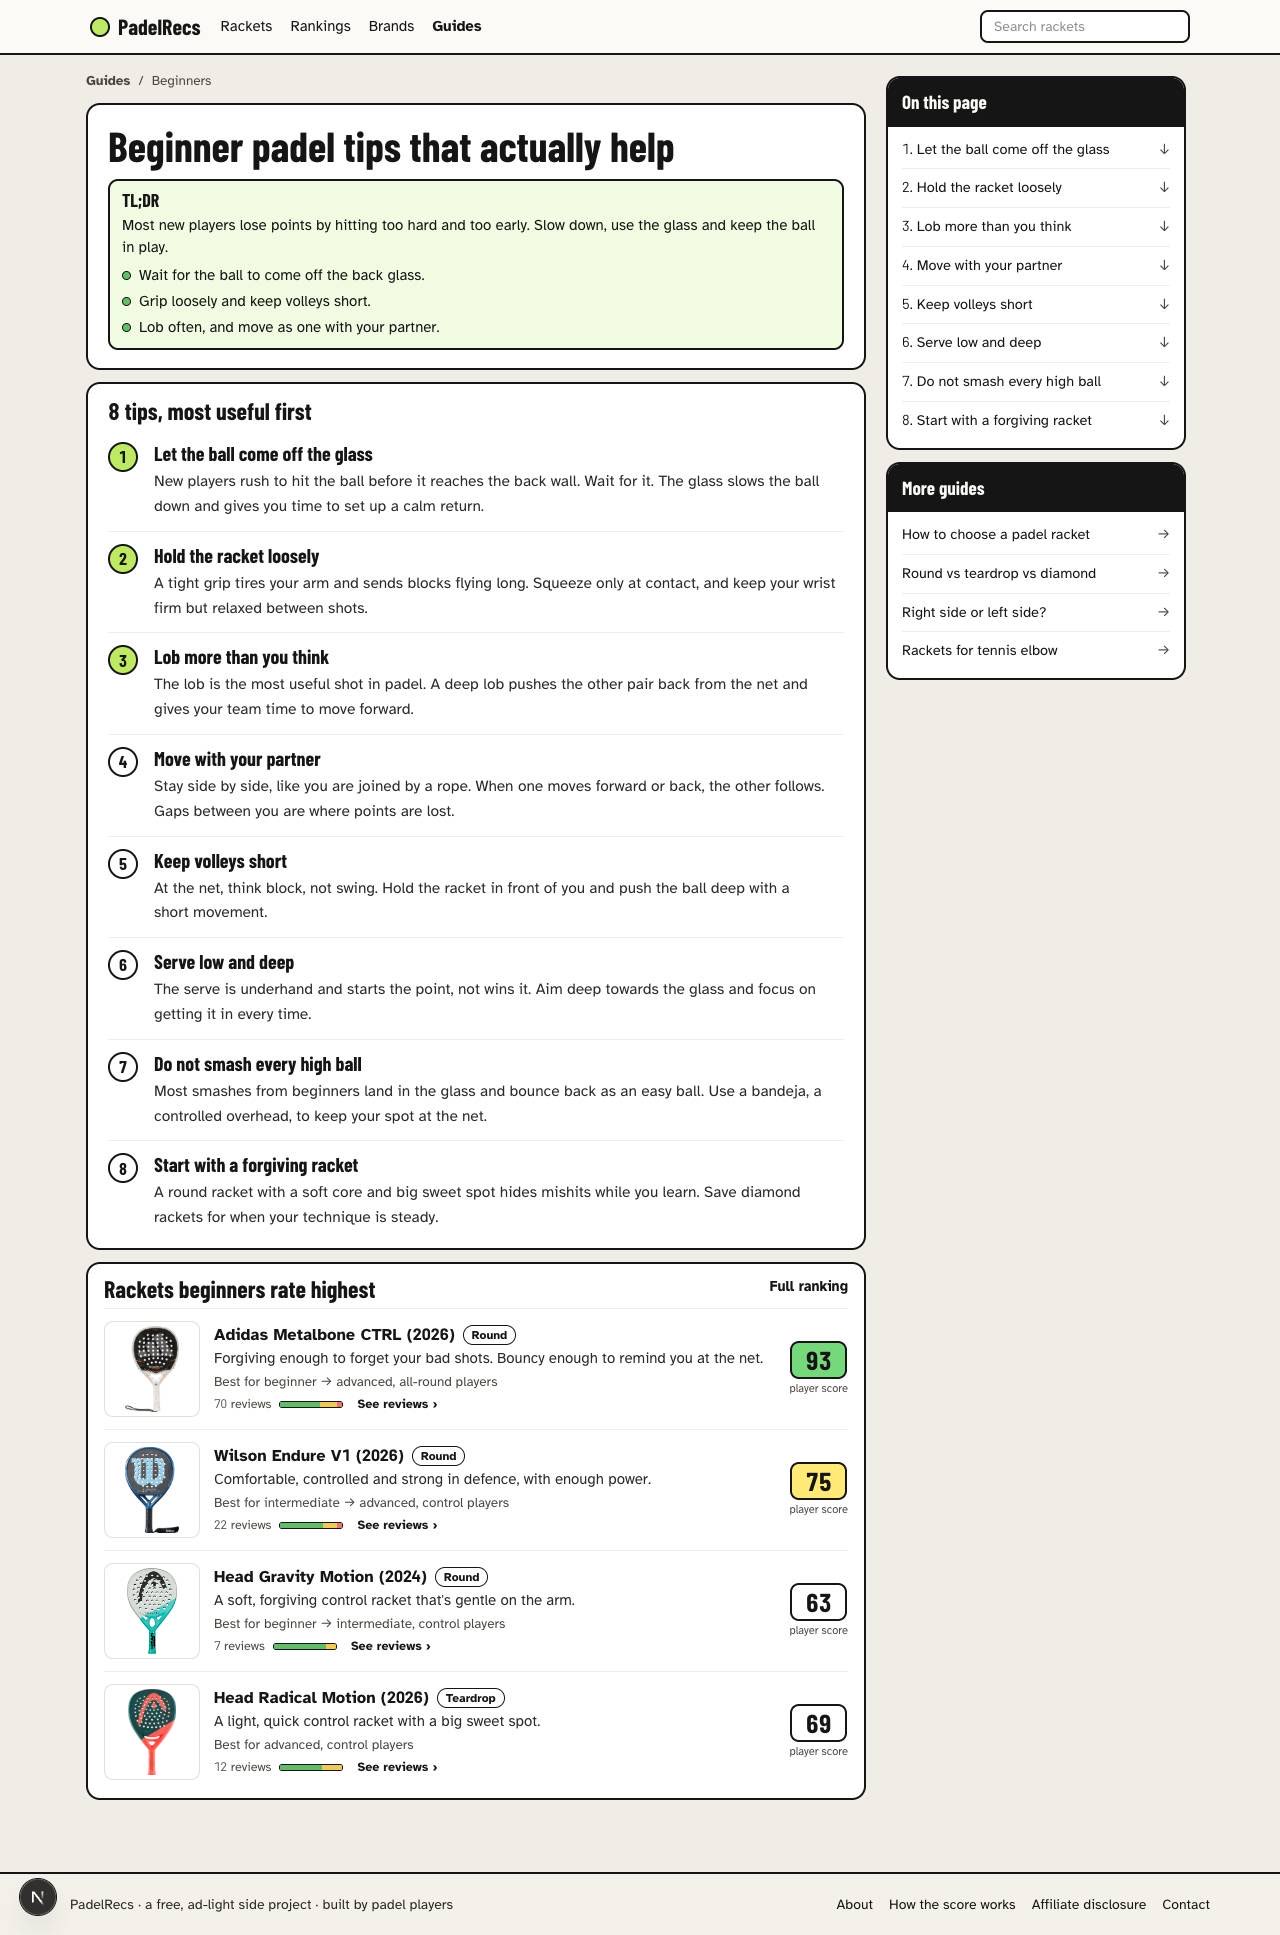 PadelRecs
Rackets
Rankings
Brands
Guides
Search rackets
Guides / Beginners
Beginner padel tips that actually help
TL;DR
Most new players lose points by hitting too hard and too early. Slow down, use the glass and keep the ball
in play.
Wait for the ball to come off the back glass.
Grip loosely and keep volleys short.
Lob often, and move as one with your partner.
8 tips, most useful first
1
Let the ball come off the glass
New players rush to hit the ball before it reaches the back wall. Wait for it. The glass slows the ball
down and gives you time to set up a calm return.
2
Hold the racket loosely
A tight grip tires your arm and sends blocks flying long. Squeeze only at contact, and keep your wrist
firm but relaxed between shots.
3
Lob more than you think
The lob is the most useful shot in padel. A deep lob pushes the other pair back from the net and
gives your team time to move forward.
4
Move with your partner
Stay side by side, like you are joined by a rope. When one moves forward or back, the other follows.
Gaps between you are where points are lost.
5
Keep volleys short
At the net, think block, not swing. Hold the racket in front of you and push the ball deep with a
short movement.
6
Serve low and deep
The serve is underhand and starts the point, not wins it. Aim deep towards the glass and focus on
getting it in every time.
7
Do not smash every high ball
Most smashes from beginners land in the glass and bounce back as an easy ball. Use a bandeja, a
controlled overhead, to keep your spot at the net.
8
Start with a forgiving racket
A round racket with a soft core and big sweet spot hides mishits while you learn. Save diamond
rackets for when your technique is steady.
Rackets beginners rate highest
Full ranking
Adidas Metalbone CTRL (2026) Round
Forgiving enough to forget your bad shots. Bouncy enough to remind you at the net.
Best for beginner → advanced, all-round players
70 reviews See reviews ›
93
player score
Wilson Endure V1 (2026) Round
Comfortable, controlled and strong in defence, with enough power.
Best for intermediate → advanced, control players
22 reviews See reviews ›
75
player score
Head Gravity Motion (2024) Round
A soft, forgiving control racket that's gentle on the arm.
Best for beginner → intermediate, control players
7 reviews See reviews ›
63
player score
Head Radical Motion (2026) Teardrop
A light, quick control racket with a big sweet spot.
Best for advanced, control players
12 reviews See reviews ›
69
player score
On this page
1. Let the ball come off the glass ↓
2. Hold the racket loosely ↓
3. Lob more than you think ↓
4. Move with your partner ↓
5. Keep volleys short ↓
6. Serve low and deep ↓
7. Do not smash every high ball ↓
8. Start with a forgiving racket ↓
More guides
How to choose a padel racket →
Round vs teardrop vs diamond →
Right side or left side? →
Rackets for tennis elbow →
N
PadelRecs · a free, ad-light side project · built by padel players
About
How the score works
Affiliate disclosure
Contact